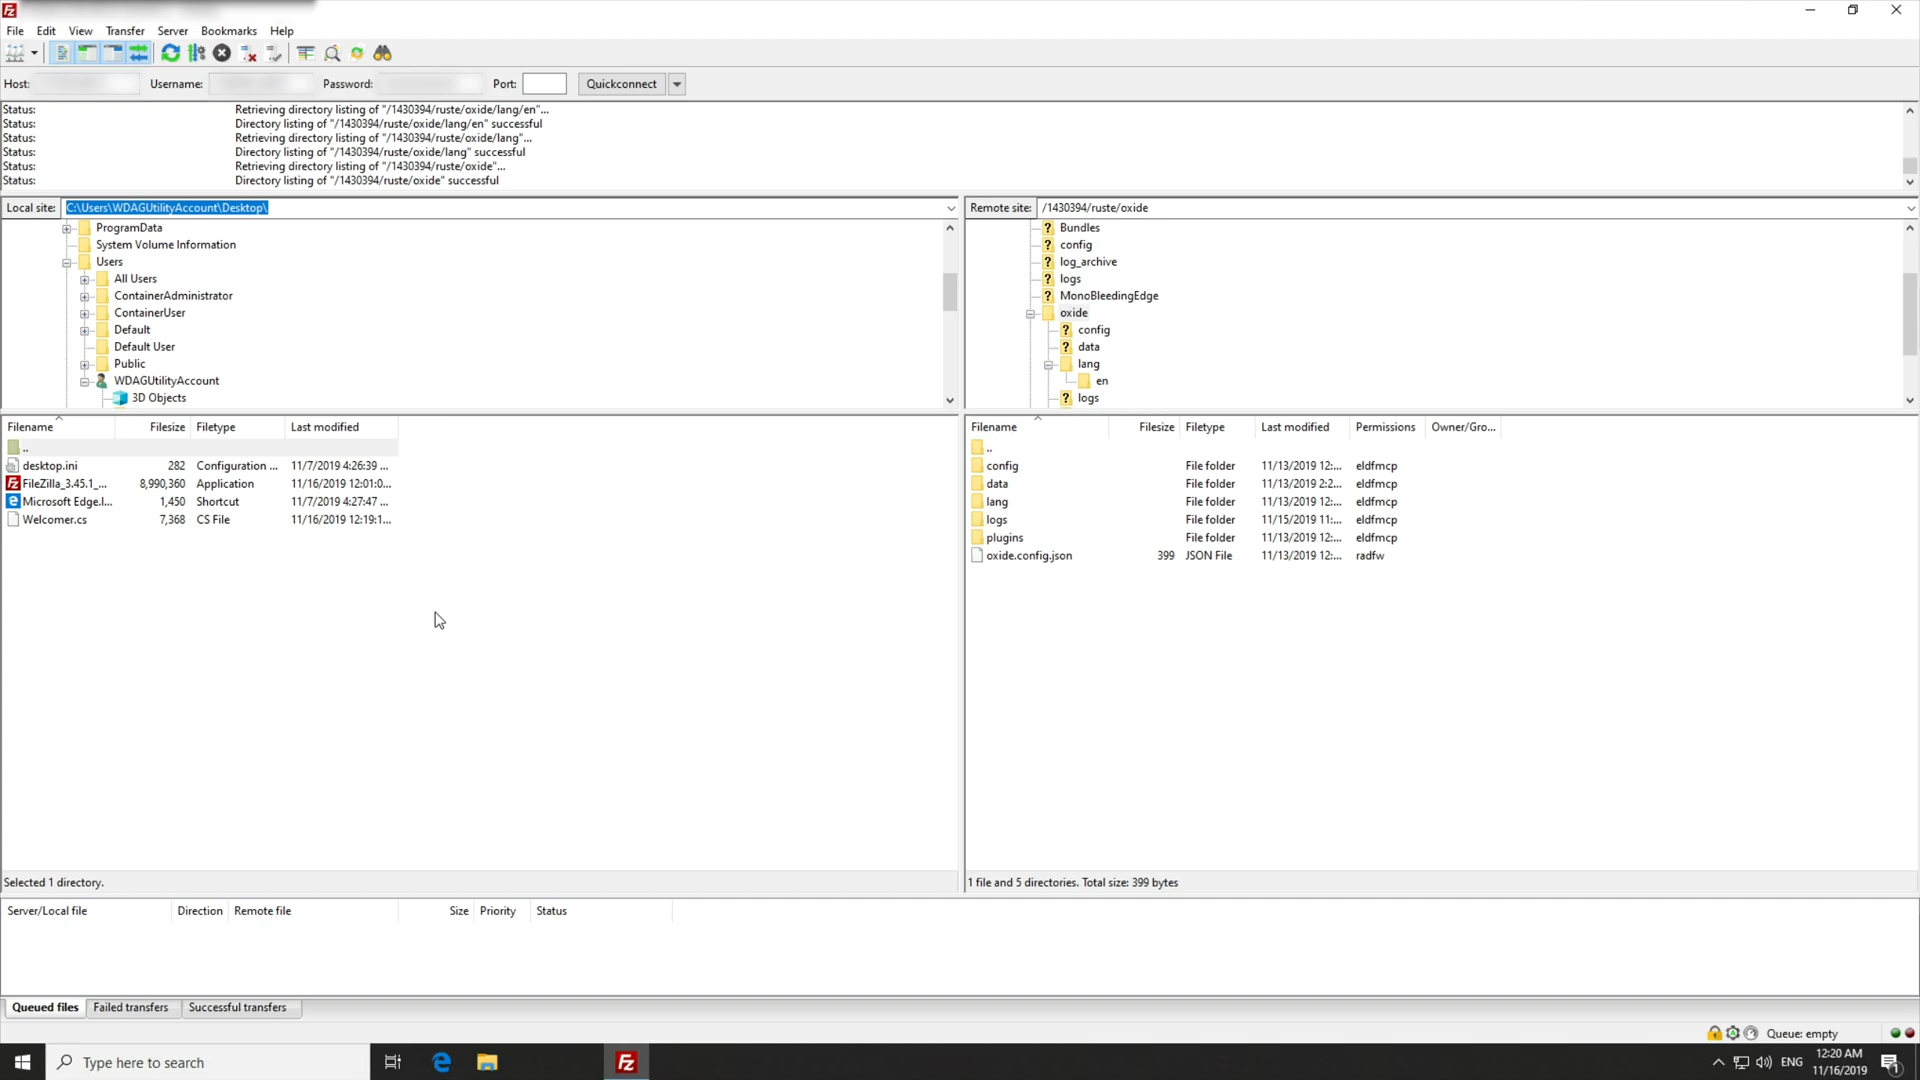 File Edit View Transfer Server Bookmarks Help
Host: Username: Password: Port: Quickconnect
Status: Retrieving directory listing of "/1430394/ruste/oxide/lang/en"...
Status: Directory listing of "/1430394/ruste/oxide/lang/en" successful
Status: Retrieving directory listing of "/1430394/ruste/oxide/lang"...
Status: Directory listing of "/1430394/ruste/oxide/lang" successful
Status: Retrieving directory listing of "/1430394/ruste/oxide"...
Status: Directory listing of "/1430394/ruste/oxide" successful
Local site: C:\Users\WDAGUtilityAccount\Desktop\
ProgramData
System Volume Information
Users
All Users
ContainerAdministrator
ContainerUser
Default
Default User
Public
WDAGUtilityAccount
3D Objects
Remote site: /1430394/ruste/oxide
Bundles
config
log_archive
logs
MonoBleedingEdge
oxide
config
data
lang
en
logs
Filename Filesize Filetype Last modified
..
desktop.ini 282 Configuration ... 11/7/2019 4:26:39 ...
FileZilla_3.45.1_... 8,990,360 Application 11/16/2019 12:01:0...
Microsoft Edge.l... 1,450 Shortcut 11/7/2019 4:27:47 ...
Welcomer.cs 7,368 CS File 11/16/2019 12:19:1...
Selected 1 directory.
Filename Filesize Filetype Last modified Permissions Owner/Gro...
..
config File folder 11/13/2019 12:... eldfmcp
data File folder 11/13/2019 2:2... eldfmcp
lang File folder 11/13/2019 12:... eldfmcp
logs File folder 11/15/2019 11:... eldfmcp
plugins File folder 11/13/2019 12:... eldfmcp
oxide.config.json 399 JSON File 11/13/2019 12:... radfw
1 file and 5 directories. Total size: 399 bytes
Server/Local file Direction Remote file Size Priority Status
Queued files Failed transfers Successful transfers
Queue: empty
Type here to search
ENG
12:20 AM
11/16/2019
1